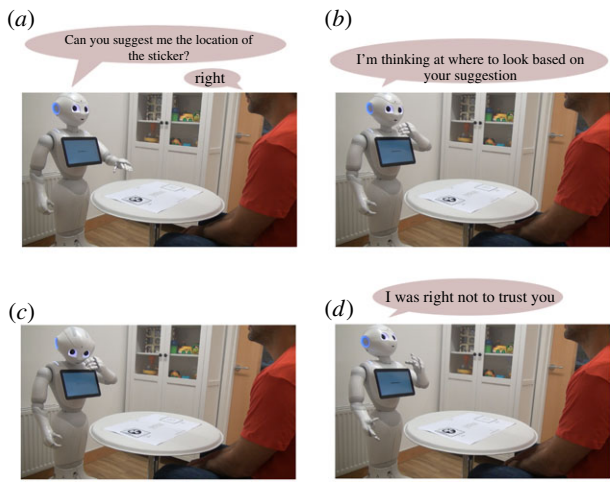 (a)
Can you suggest me the location of
the sticker?
right
(b)
I'm thinking at where to look based on
your suggestion
(c)
(d)
I was right not to trust you